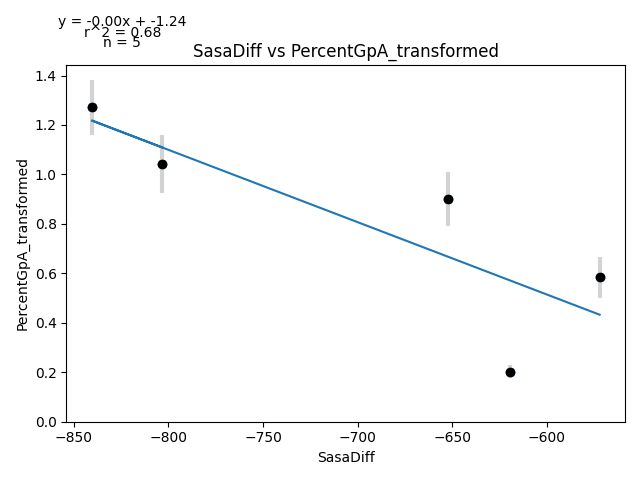 y = -0.00x + -1.24
r^2 = 0.68
n = 5
SasaDiff vs PercentGpA_transformed
PercentGpA_transformed
1.4
1.2
1.0
0.8
0.6
0.4
0.2
0.0
−850
−800
−750
−700
−650
−600
SasaDiff